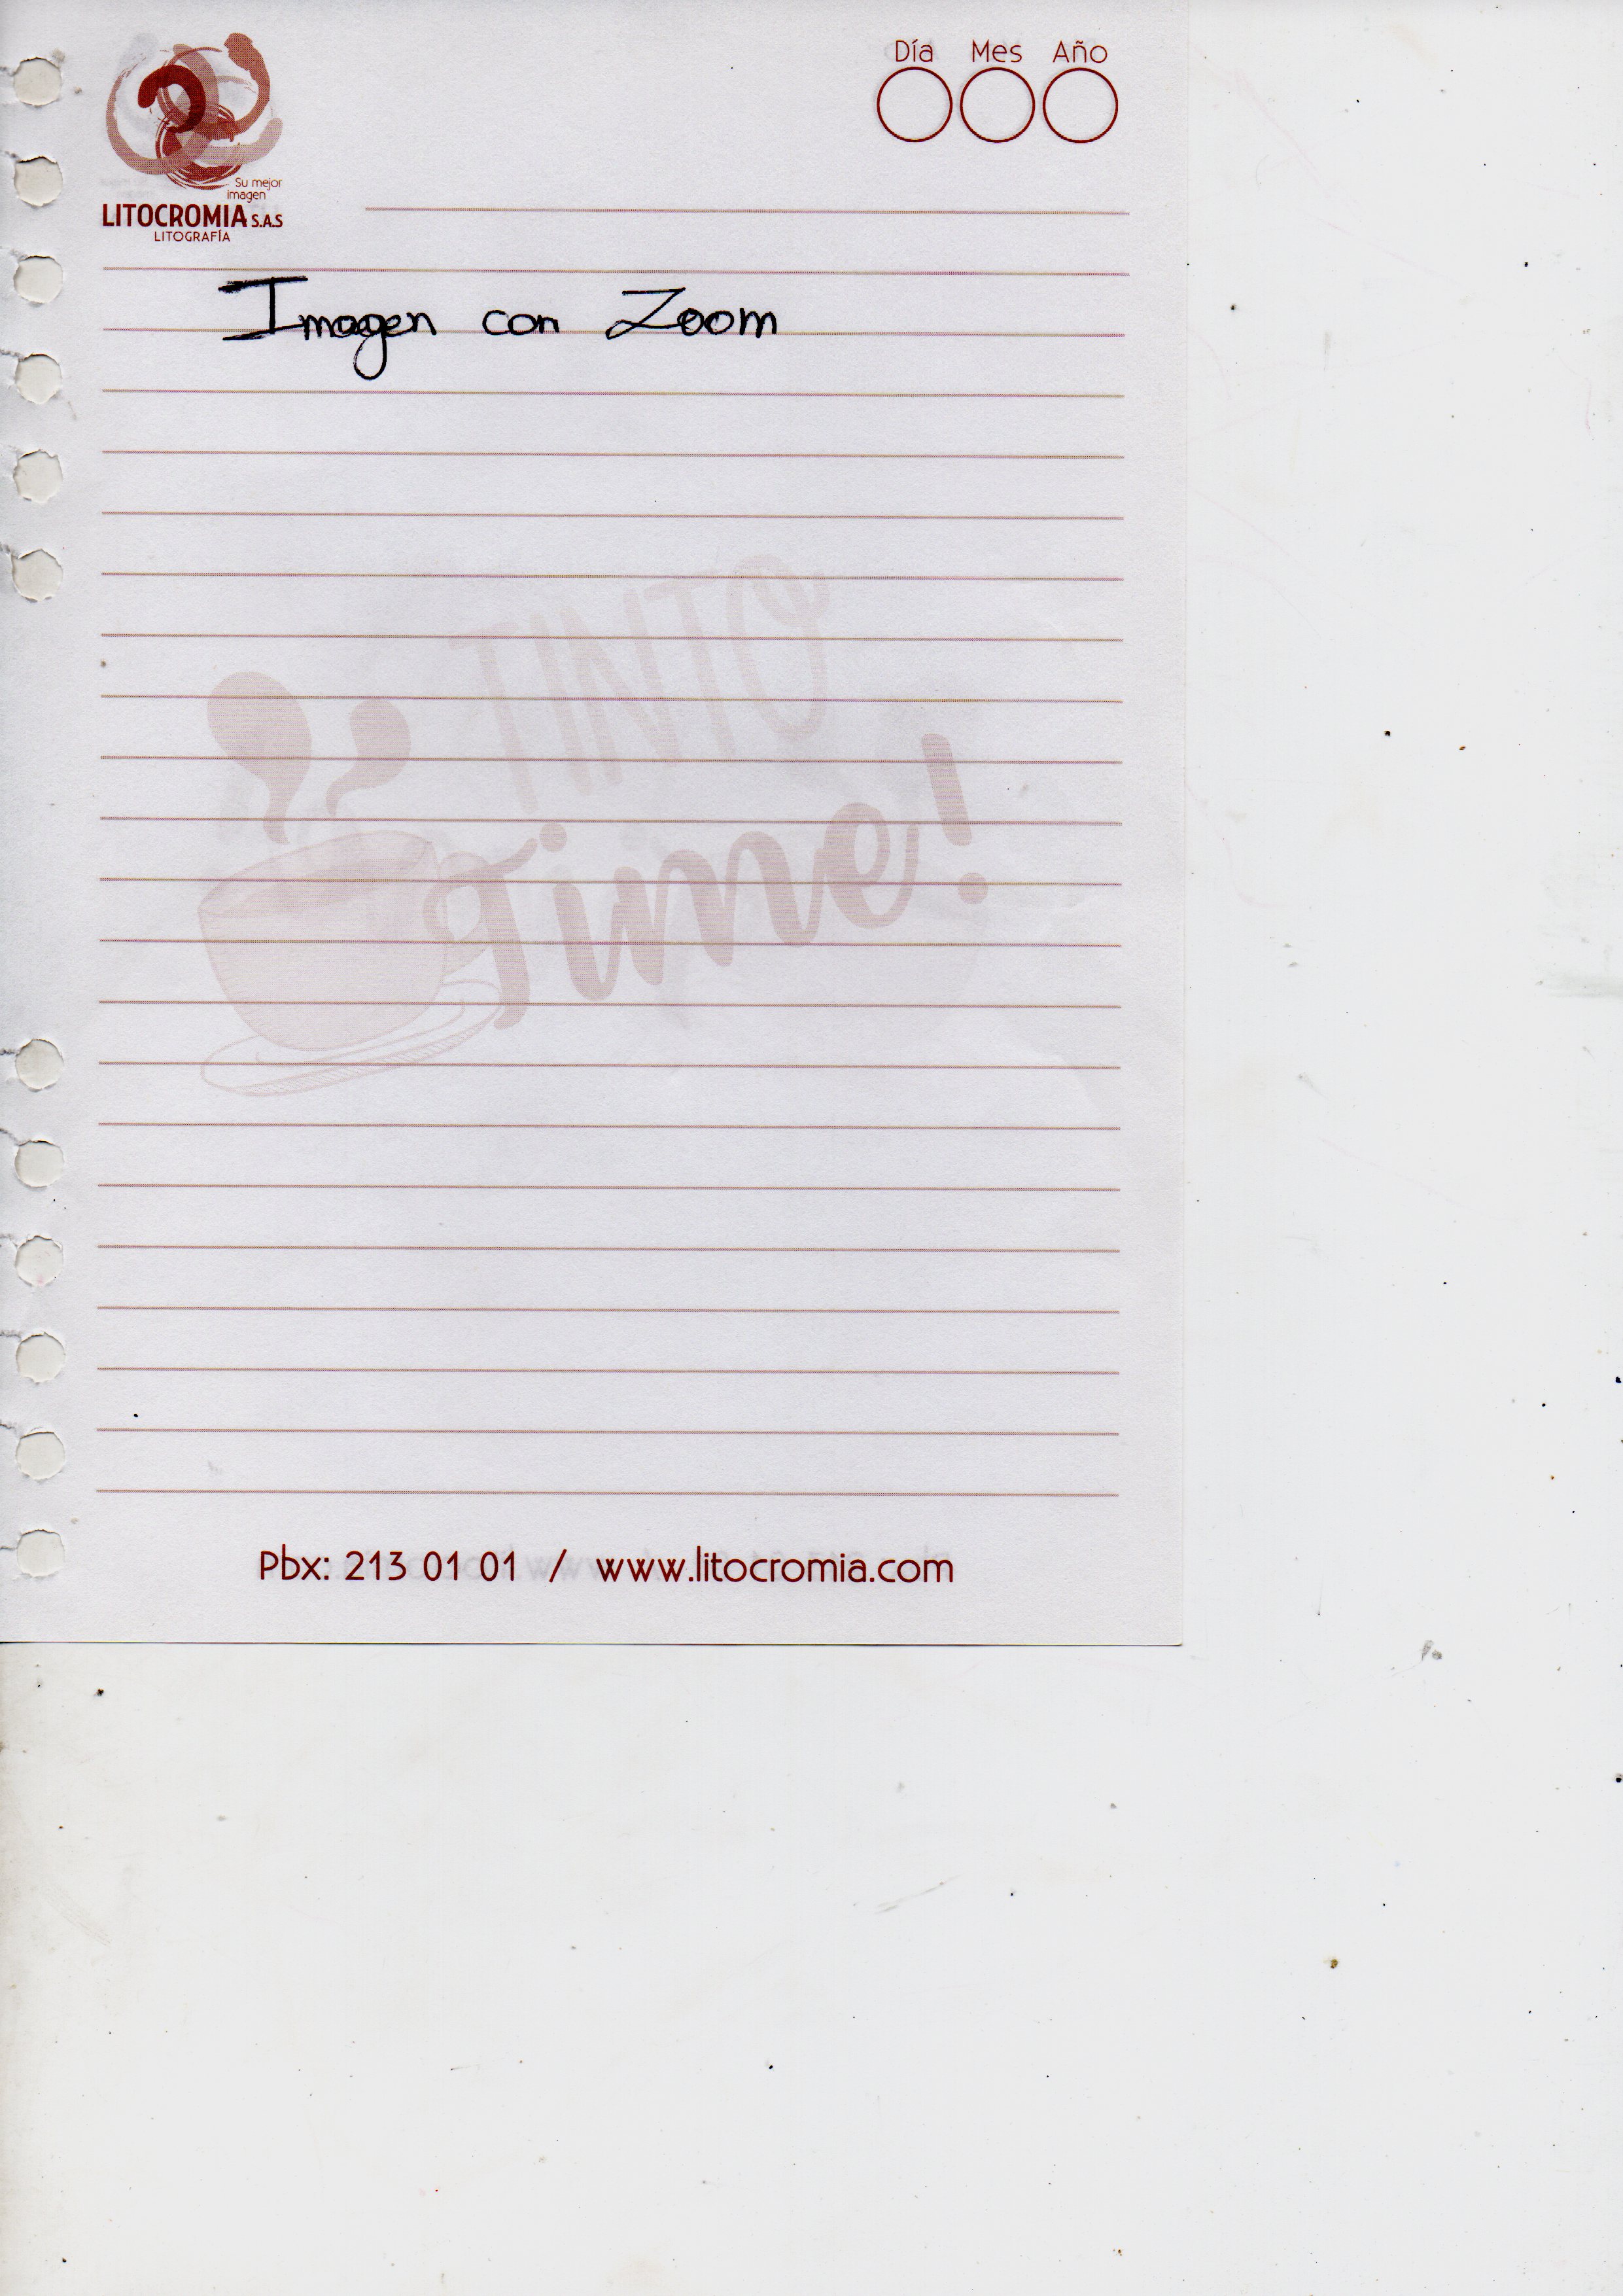 Día Mes Año
Su mejor
imagen
LITOCROMIA S.A.S
LITOGRAFÍA
Imagen con Zoom
TINTO
Time!
Pbx: 213 01 01 / www.litocromia.com